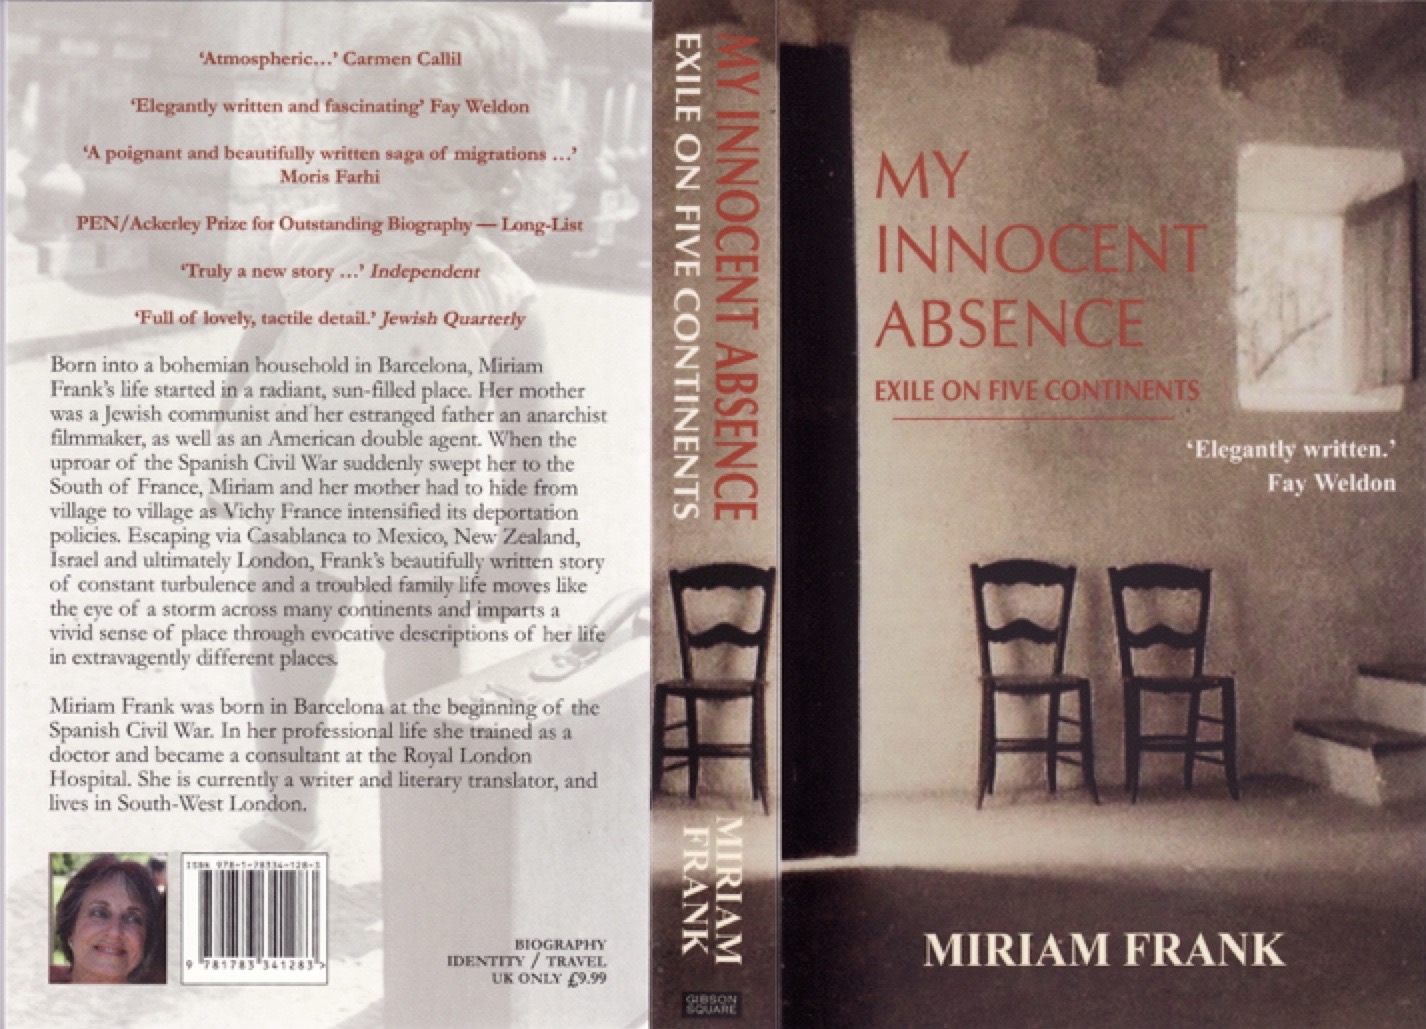 ‘Atmospheric...’ Carmen Callil
‘Elegantly written and fascinating’ Fay Weldon
‘A poignant and beautifully written saga of migrations ...’
Moris Farhi
PEN/Ackerley Prize for Outstanding Biography — Long-List
‘Truly a new story ...’ Independent
‘Full of lovely, tactile detail.’ Jewish Quarterly
Born into a bohemian household in Barcelona, Miriam
Frank’s life started in a radiant, sun-filled place. Her mother
was a Jewish communist and her estranged father an anarchist
filmmaker, as well as an American double agent. When the
uproar of the Spanish Civil War suddenly swept her to the
South of France, Miriam and her mother had to hide from
village to village as Vichy France intensified its deportation
policies. Escaping via Casablanca to Mexico, New Zealand,
Israel and ultimately London, Frank’s beautifully written story
of constant turbulence and a troubled family life moves like
the eye of a storm across many continents and imparts a
vivid sense of place through evocative descriptions of her life
in extravagently different places.
Miriam Frank was born in Barcelona at the beginning of the
Spanish Civil War. In her professional life she trained as a
doctor and became a consultant at the Royal London
Hospital. She is currently a writer and literary translator, and
lives in South-West London.
ISBN 978-1-78334-128-3
9 781783 341283 >
BIOGRAPHY
IDENTITY / TRAVEL
UK ONLY £9.99
MY INNOCENT ABSENCE
EXILE ON FIVE CONTINENTS
MIRIAM
FRANK
GIBSON
SQUARE
MY
INNOCENT
ABSENCE
EXILE ON FIVE CONTINENTS
‘Elegantly written.’
Fay Weldon
MIRIAM FRANK